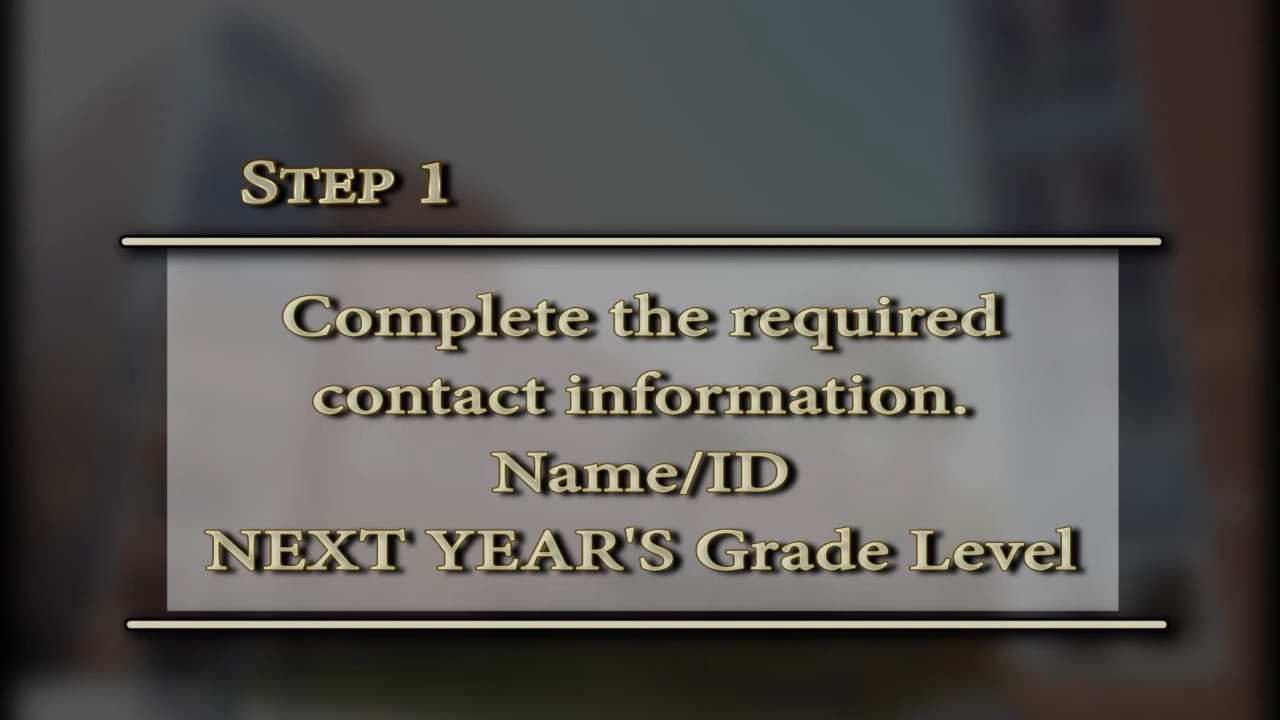 STEP 1
Complete the required
contact information.
Name/ID
NEXT YEAR'S Grade Level